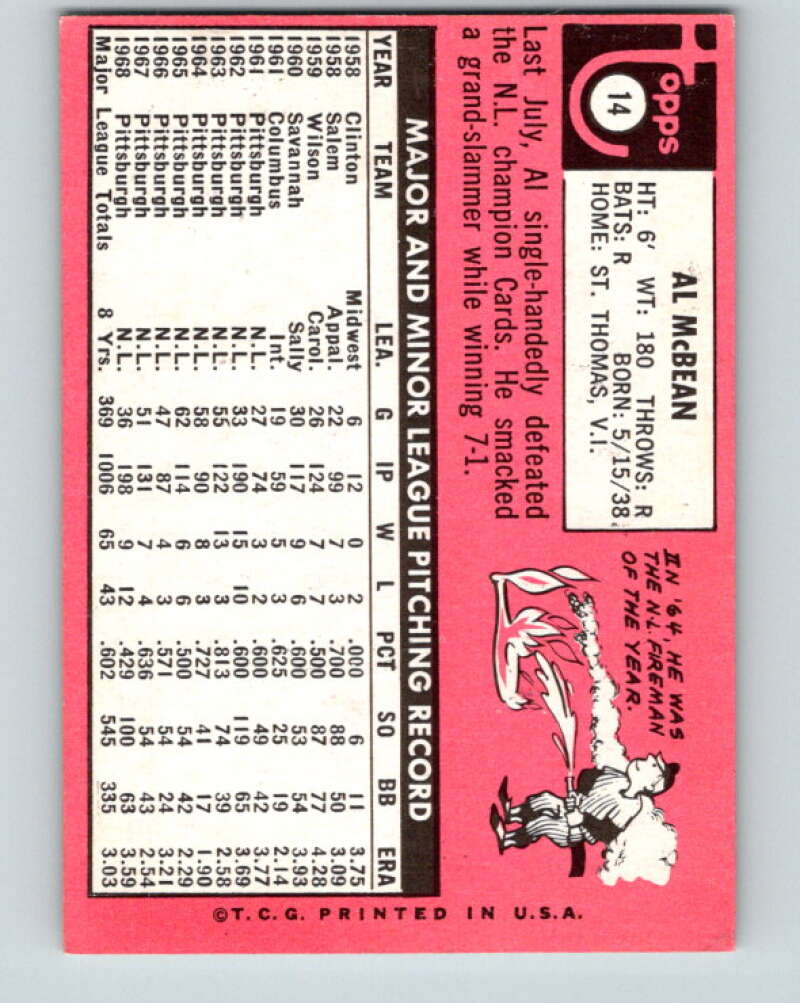 Topps
14
AL McBEAN
HT: 6' WT: 180 THROWS: R
BATS: R BORN: 5/15/38
HOME: ST. THOMAS, V.I.
IN '64, HE WAS
THE N.L. FIREMAN
OF THE YEAR.
Last July, Al single-handedly defeated
the N.L. champion Cards. He smacked
a grand-slammer while winning 7-1.
MAJOR AND MINOR LEAGUE PITCHING RECORD
YEAR TEAM LEA. G IP W L PCT SO BB ERA
1958 Clinton Midwest 6 12 0 2 .000 6 11 3.75
1958 Salem Appal. 22 99 7 3 .700 88 50 3.09
1959 Wilson Carol. 26 124 7 7 .500 87 77 4.28
1960 Savannah Sally 30 117 9 6 .600 53 54 3.93
1961 Columbus Int. 19 59 5 3 .625 25 19 2.14
1961 Pittsburgh N.L. 27 74 3 2 .600 49 42 3.77
1962 Pittsburgh N.L. 33 190 15 10 .600 119 65 3.69
1963 Pittsburgh N.L. 55 122 13 3 .813 74 39 2.58
1964 Pittsburgh N.L. 58 90 8 3 .727 41 17 1.90
1965 Pittsburgh N.L. 62 114 6 6 .500 54 42 2.29
1966 Pittsburgh N.L. 47 87 4 3 .571 54 24 3.21
1967 Pittsburgh N.L. 51 131 7 4 .636 54 43 2.54
1968 Pittsburgh N.L. 36 198 9 12 .429 100 63 3.59
Major League Totals 8 Yrs. 369 1006 65 43 .602 545 335 3.03
©T.C.G. PRINTED IN U.S.A.